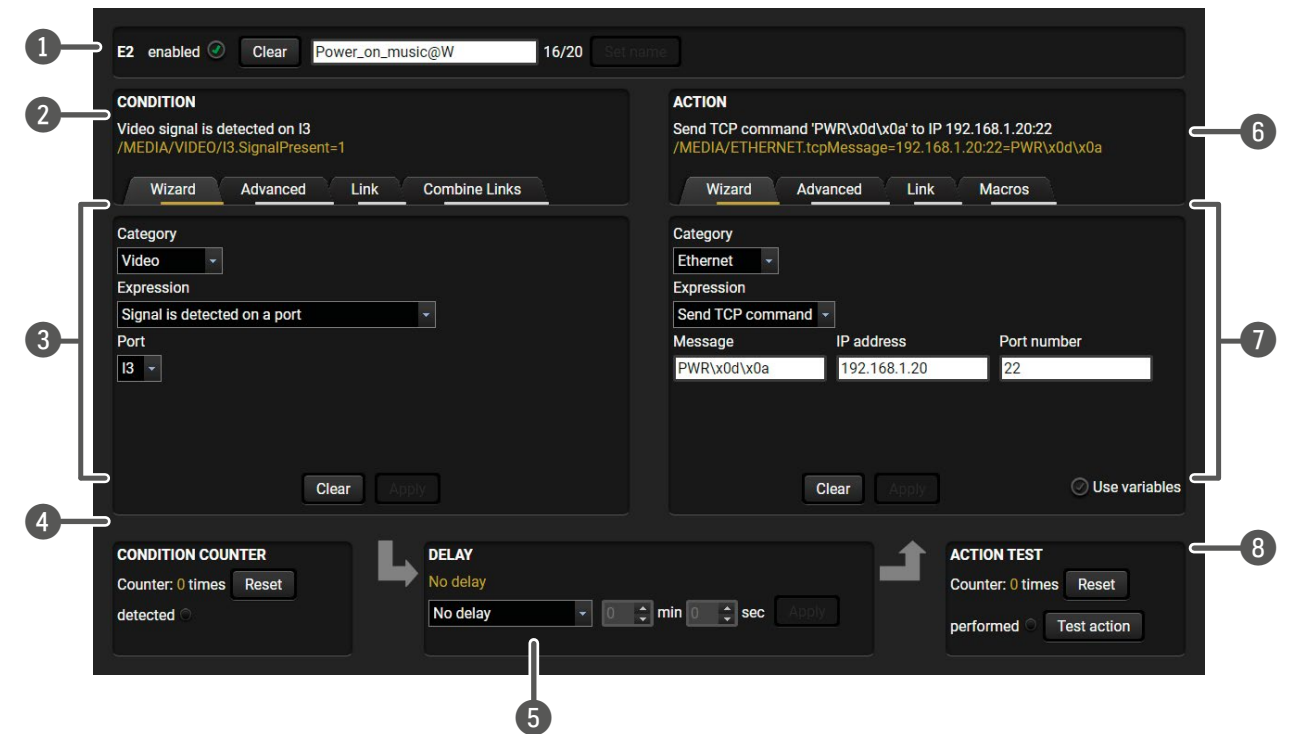 1
E2 enabled Clear Power_on_music@W 16/20 Set name
2
CONDITION
Video signal is detected on I3
/MEDIA/VIDEO/I3.SignalPresent=1
Wizard Advanced Link Combine Links
ACTION
Send TCP command 'PWR\x0d\x0a' to IP 192.168.1.20:22
/MEDIA/ETHERNET.tcpMessage=192.168.1.20:22=PWR\x0d\x0a
Wizard Advanced Link Macros
6
3
Category
Video
Expression
Signal is detected on a port
Port
I3
Clear Apply
Category
Ethernet
Expression
Send TCP command
Message IP address Port number
PWR\x0d\x0a 192.168.1.20 22
Clear Apply Use variables
7
4
CONDITION COUNTER
Counter: 0 times Reset
detected
DELAY
No delay
No delay 0 min 0 sec Apply
5
ACTION TEST
Counter: 0 times Reset
performed Test action
8